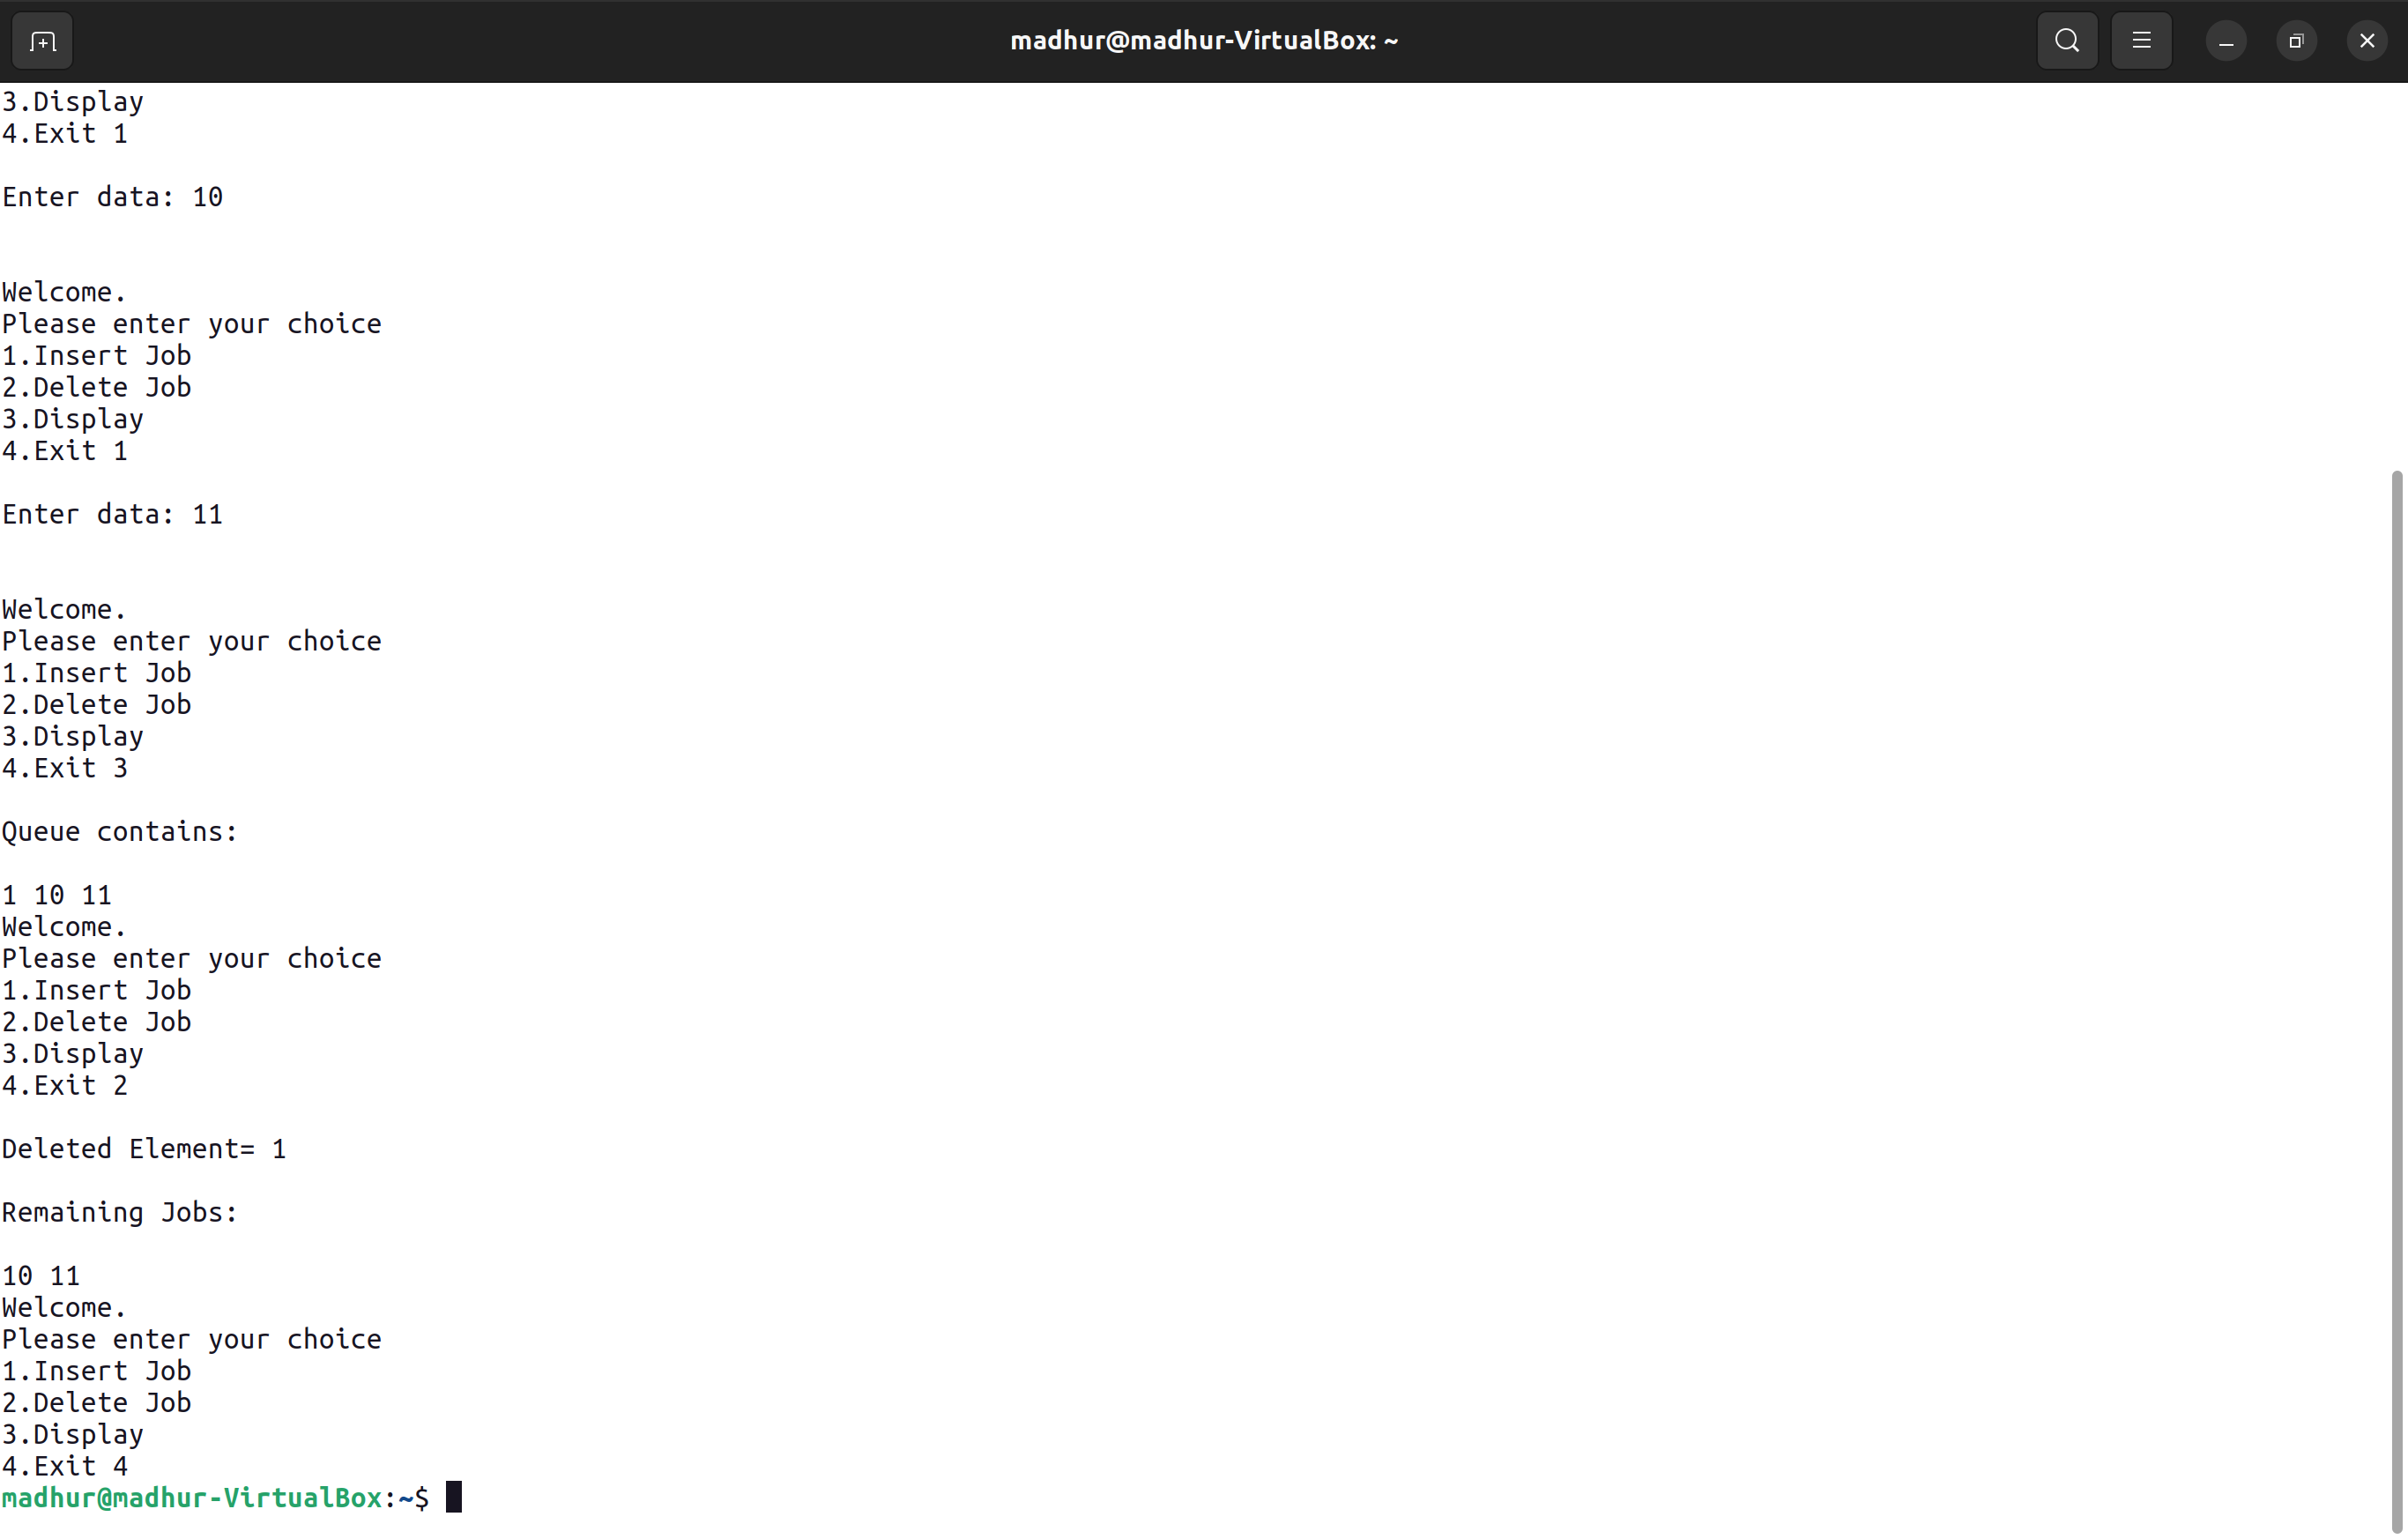 madhur@madhur-VirtualBox: ~
3.Display
4.Exit 1
Enter data: 10
Welcome.
Please enter your choice
1.Insert Job
2.Delete Job
3.Display
4.Exit 1
Enter data: 11
Welcome.
Please enter your choice
1.Insert Job
2.Delete Job
3.Display
4.Exit 3
Queue contains:
1 10 11
Welcome.
Please enter your choice
1.Insert Job
2.Delete Job
3.Display
4.Exit 2
Deleted Element= 1
Remaining Jobs:
10 11
Welcome.
Please enter your choice
1.Insert Job
2.Delete Job
3.Display
4.Exit 4
madhur@madhur-VirtualBox:~$